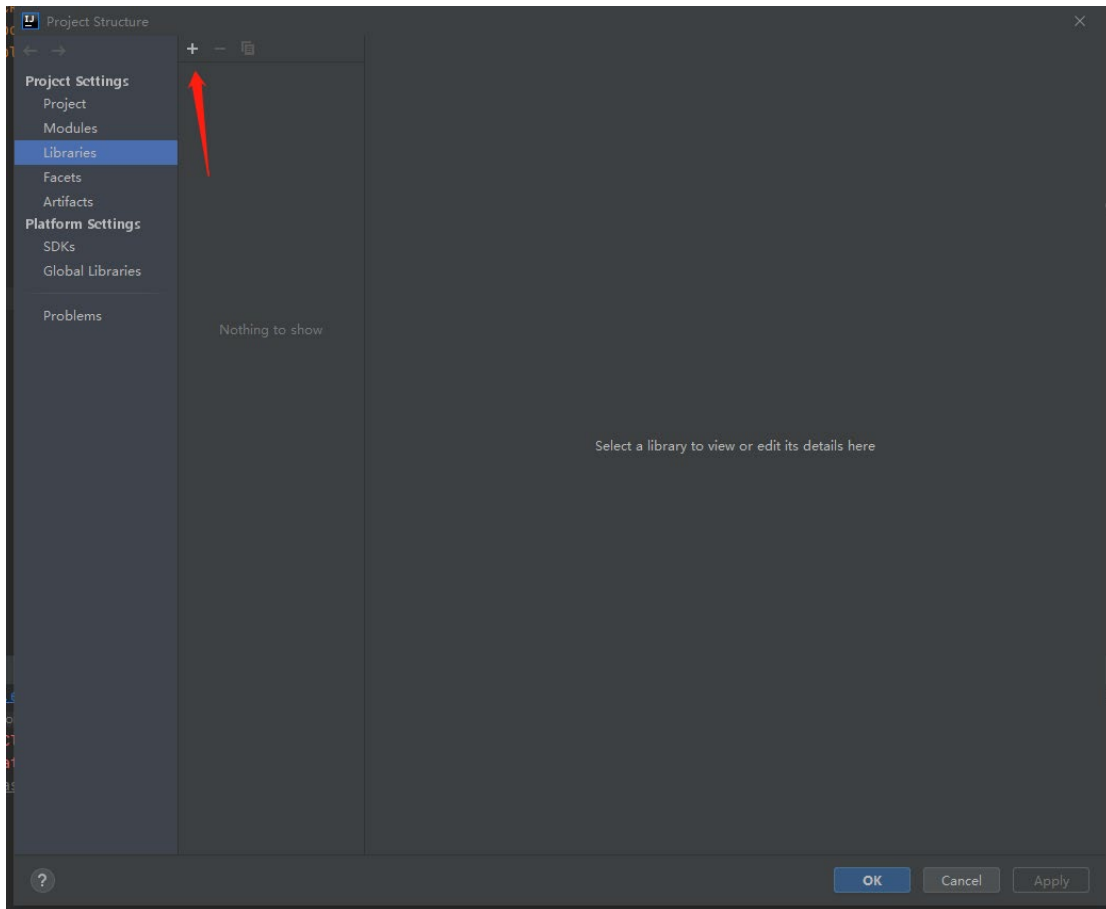 Project Structure
Project Settings
Project
Modules
Libraries
Facets
Artifacts
Platform Settings
SDKs
Global Libraries
Problems
Nothing to show
Select a library to view or edit its details here
?
OK
Cancel
Apply